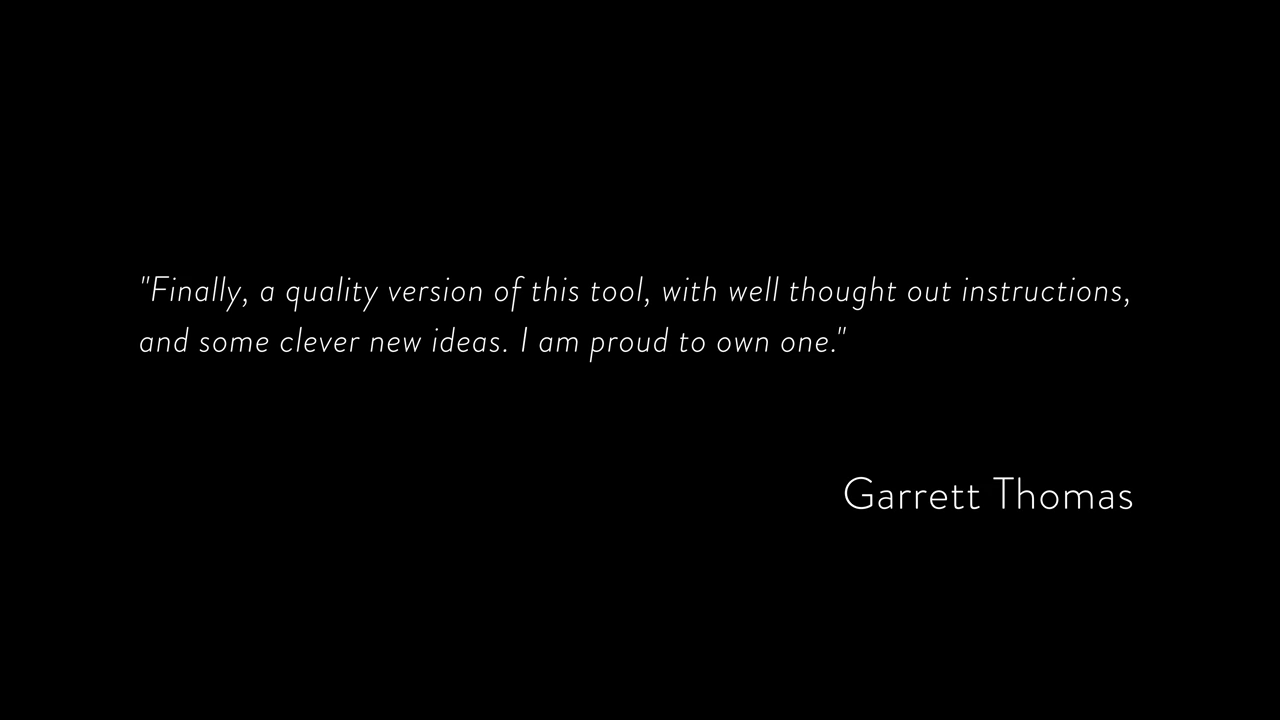 "Finally, a quality version of this tool, with well thought out instructions,
and some clever new ideas. I am proud to own one."
Garrett Thomas